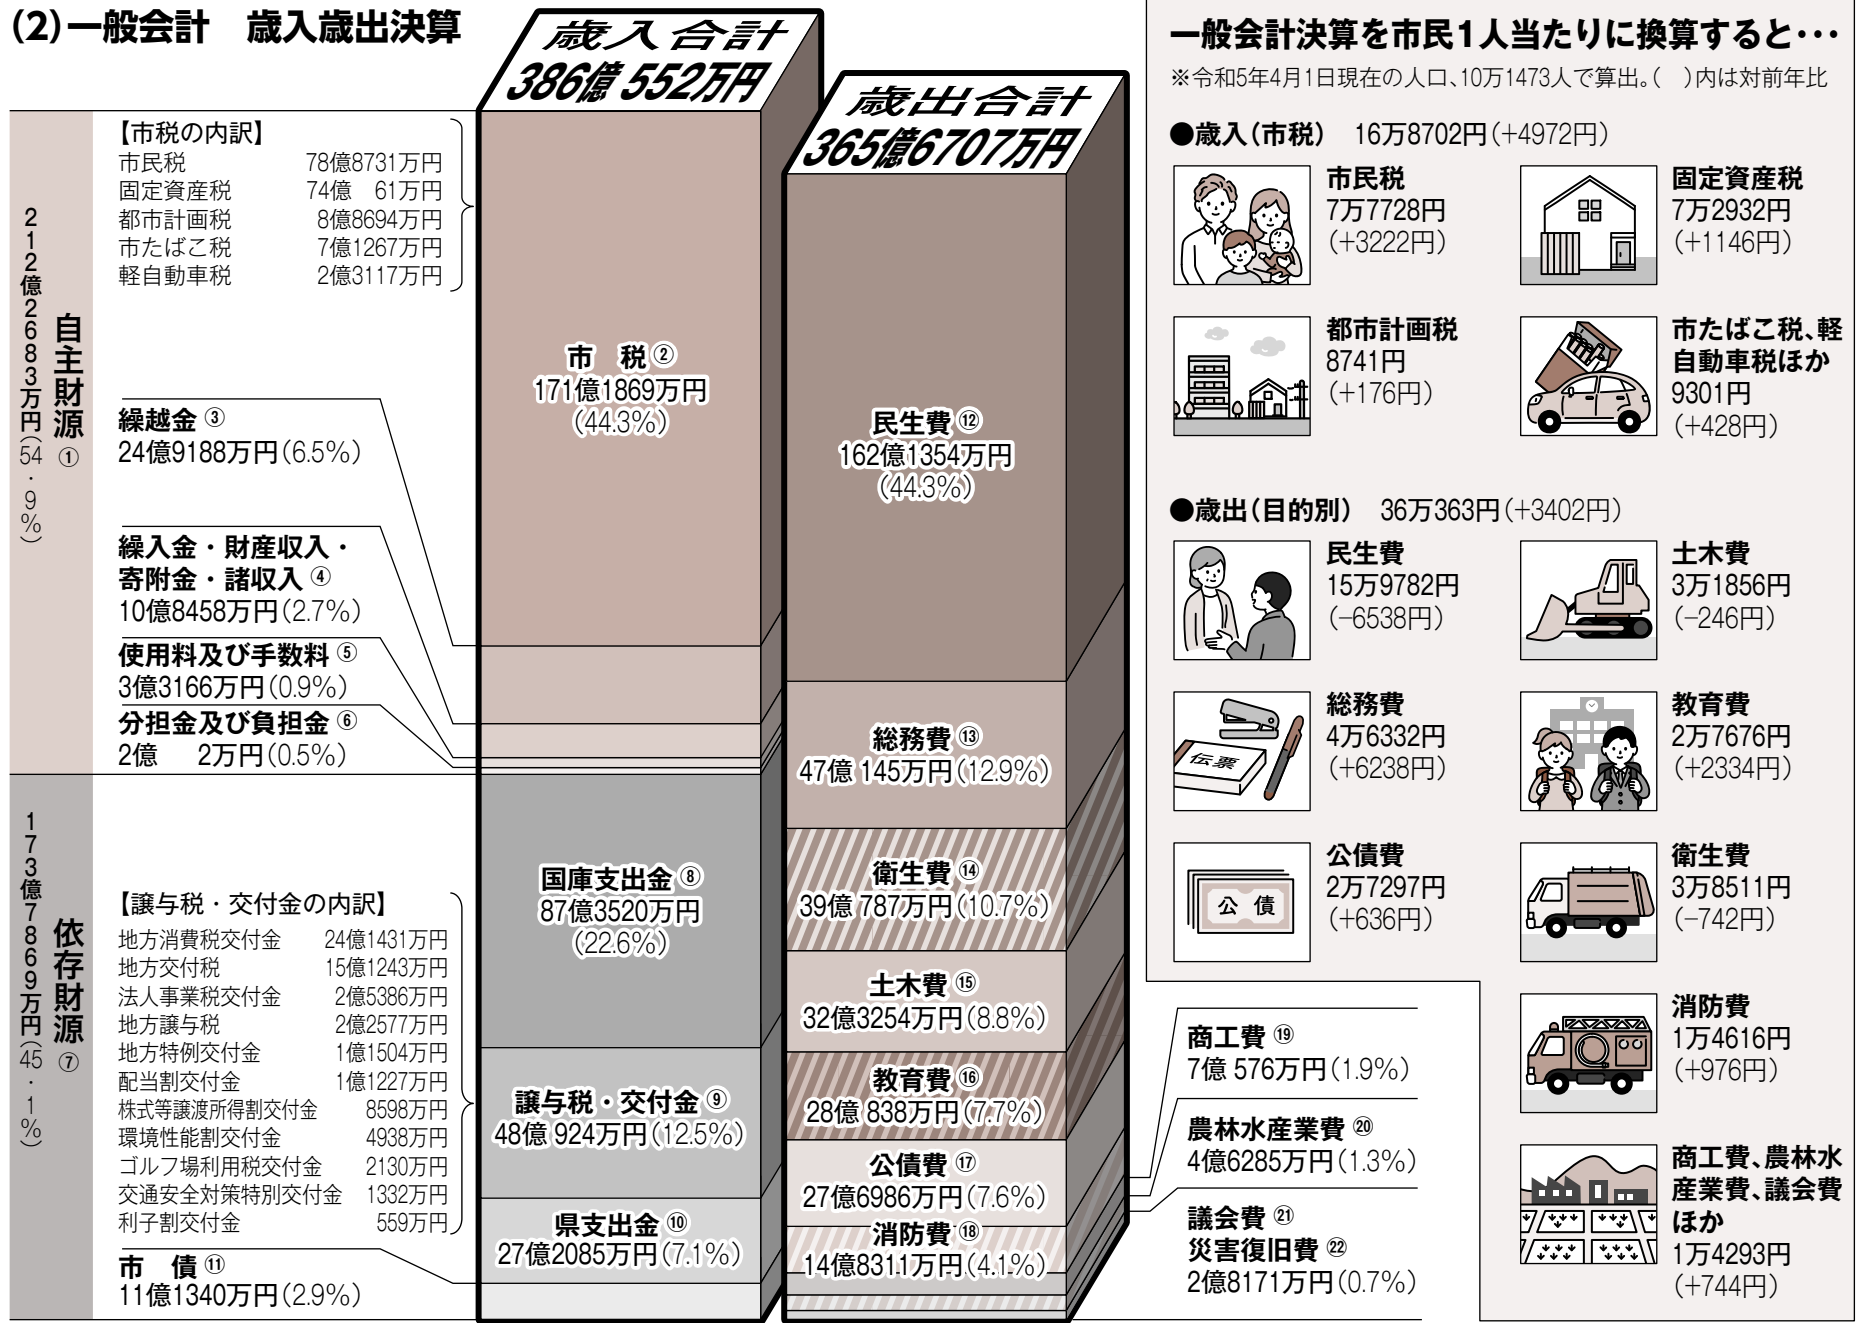 (2)一般会計　歳入歳出決算
歳入合計
386億 552万円
歳出合計
365億6707万円
自主財源 ①
212億2683万円(54.9%)
【市税の内訳】
市民税　78億8731万円
固定資産税　74億　61万円
都市計画税　8億8694万円
市たばこ税　7億1267万円
軽自動車税　2億3117万円
繰越金 ③
24億9188万円(6.5%)
繰入金・財産収入・
寄附金・諸収入 ④
10億8458万円(2.7%)
使用料及び手数料 ⑤
3億3166万円(0.9%)
分担金及び負担金 ⑥
2億　2万円(0.5%)
依存財源 ⑦
173億7869万円(45.1%)
【譲与税・交付金の内訳】
地方消費税交付金　24億1431万円
地方交付税　15億1243万円
法人事業税交付金　2億5386万円
地方譲与税　2億2577万円
地方特例交付金　1億1504万円
配当割交付金　1億1227万円
株式等譲渡所得割交付金　8598万円
環境性能割交付金　4938万円
ゴルフ場利用税交付金　2130万円
交通安全対策特別交付金　1332万円
利子割交付金　559万円
市　債 ⑪
11億1340万円(2.9%)
市　税 ②
171億1869万円
(44.3%)
国庫支出金 ⑧
87億3520万円
(22.6%)
譲与税・交付金 ⑨
48億 924万円(12.5%)
県支出金 ⑩
27億2085万円(7.1%)
民生費 ⑫
162億1354万円
(44.3%)
総務費 ⑬
47億 145万円(12.9%)
衛生費 ⑭
39億 787万円(10.7%)
土木費 ⑮
32億3254万円(8.8%)
教育費 ⑯
28億 838万円(7.7%)
公債費 ⑰
27億6986万円(7.6%)
消防費 ⑱
14億8311万円(4.1%)
商工費 ⑲
7億 576万円(1.9%)
農林水産業費 ⑳
4億6285万円(1.3%)
議会費 ㉑
災害復旧費 ㉒
2億8171万円(0.7%)
一般会計決算を市民1人当たりに換算すると・・・
※令和5年4月1日現在の人口、10万1473人で算出。(　)内は対前年比
●歳入(市税)　16万8702円(+4972円)
市民税
7万7728円
(+3222円)
固定資産税
7万2932円
(+1146円)
都市計画税
8741円
(+176円)
市たばこ税、軽
自動車税ほか
9301円
(+428円)
●歳出(目的別)　36万363円(+3402円)
民生費
15万9782円
(−6538円)
土木費
3万1856円
(−246円)
伝票
総務費
4万6332円
(+6238円)
教育費
2万7676円
(+2334円)
公 債
公債費
2万7297円
(+636円)
衛生費
3万8511円
(−742円)
消防費
1万4616円
(+976円)
商工費、農林水
産業費、議会費
ほか
1万4293円
(+744円)